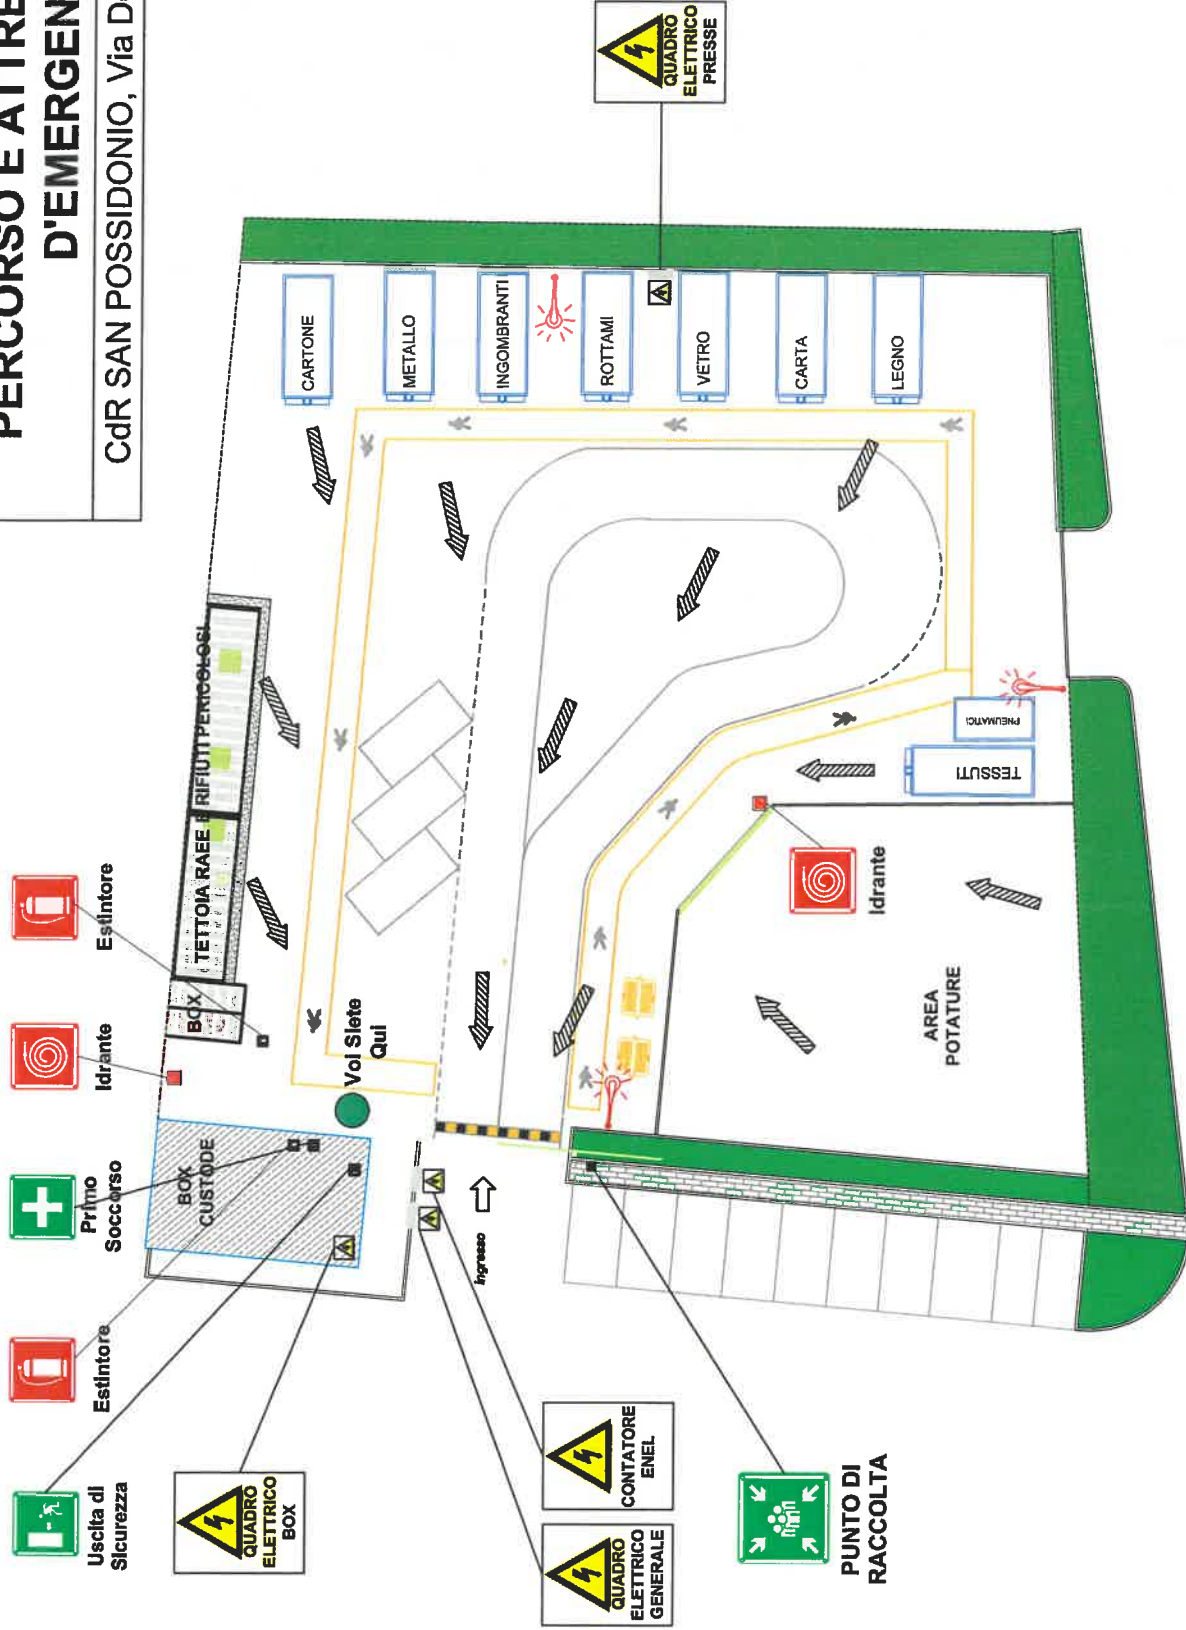 PERCORSO E ATTRE
D'EMERGEN
CdR SAN POSSIDONIO, Via D
QUADRO
ELETTRICO
PRESSE
CARTONE
METALLO
INGOMBRANTI
ROTTAMI
VETRO
CARTA
LEGNO
PNEUMATICI
TESSUTI
TETTOIA RAEE E RIFIUTI PERICOLOSI
BOX
Estintore
Idrante
Primo
Soccorso
Estintore
Uscita di
Sicurezza
BOX
CUSTODE
Voi Siete
Qui
Ingresso
Idrante
AREA
POTATURE
QUADRO
ELETTRICO
BOX
CONTATORE
ENEL
QUADRO
ELETTRICO
GENERALE
PUNTO DI
RACCOLTA